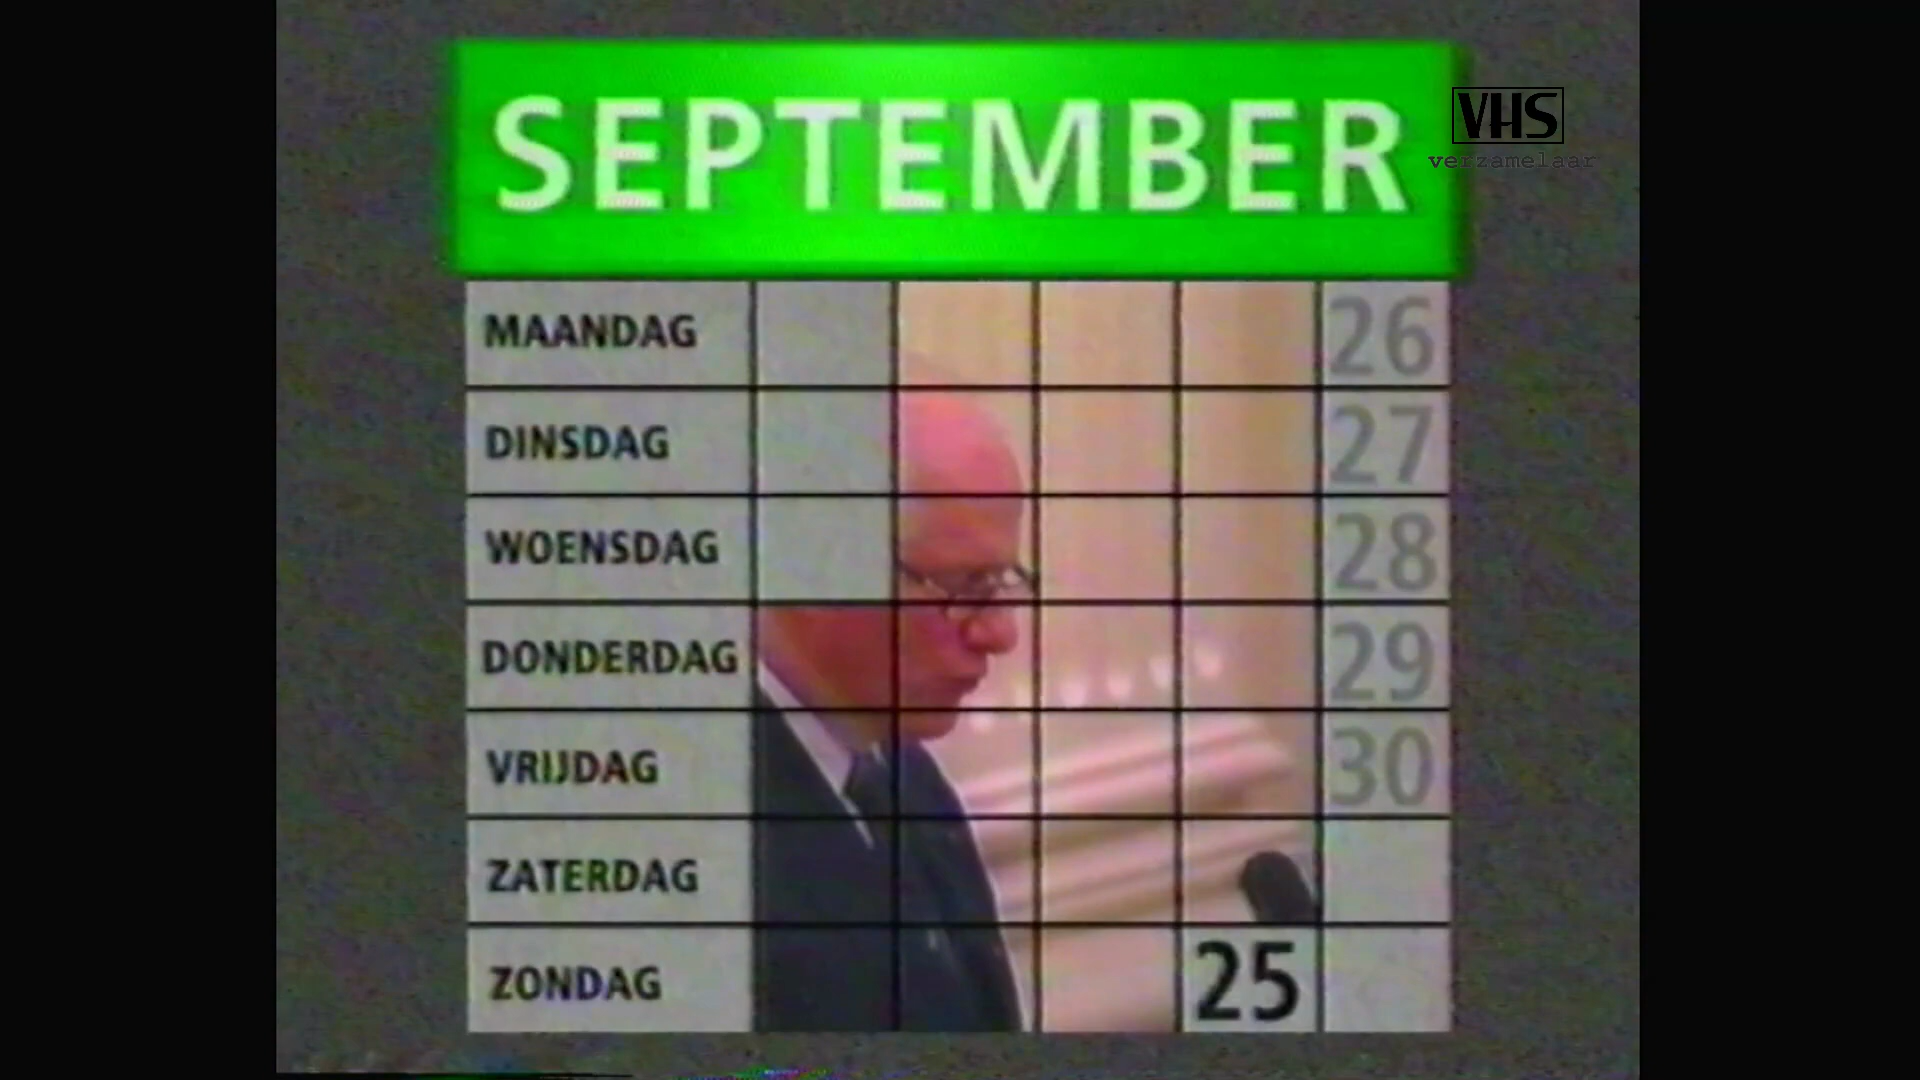 SEPTEMBER
VHS
verzamelaar
MAANDAG 26
DINSDAG 27
WOENSDAG 28
DONDERDAG 29
VRIJDAG 30
ZATERDAG
ZONDAG 25